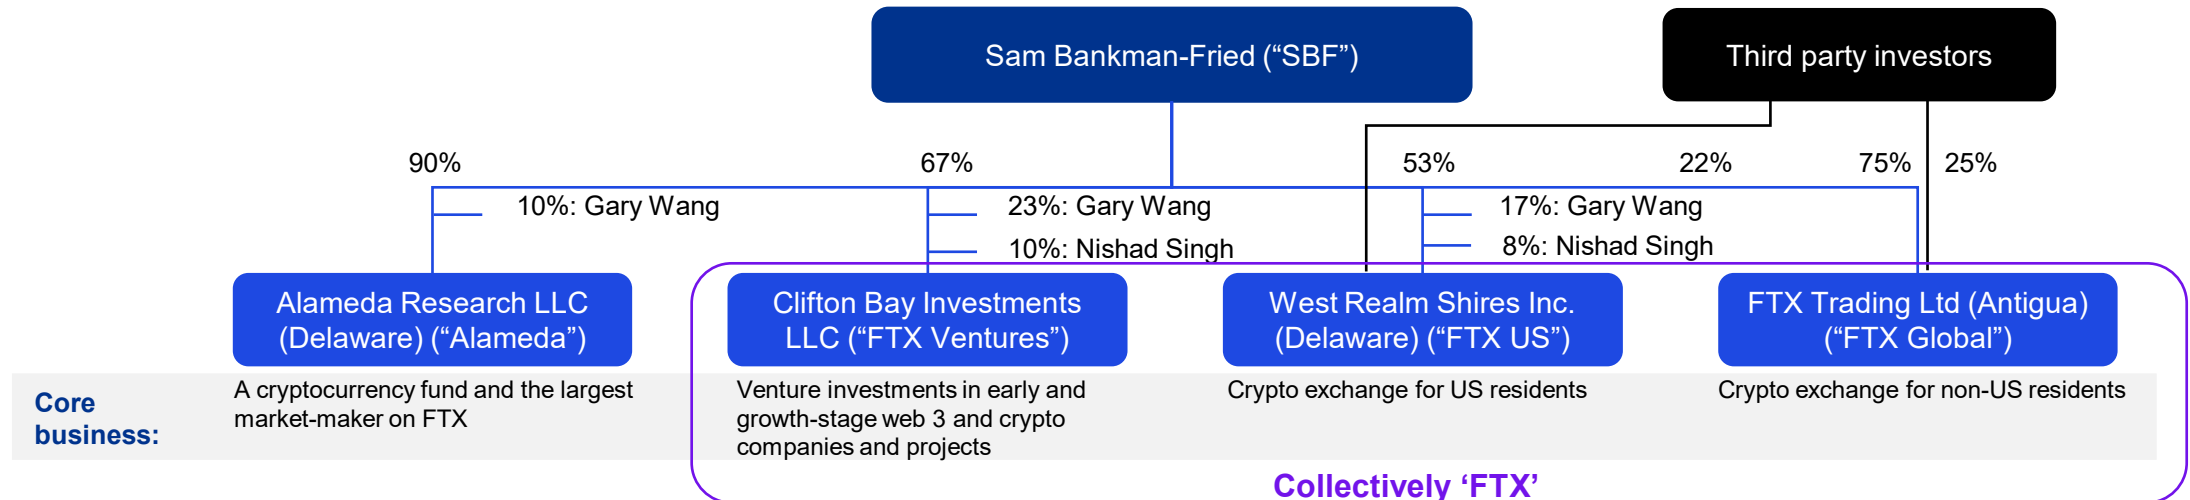 Sam Bankman-Fried (“SBF”)
Third party investors
90%
67%
53%
22%
75%
25%
10%: Gary Wang
23%: Gary Wang
17%: Gary Wang
10%: Nishad Singh
8%: Nishad Singh
Alameda Research LLC
(Delaware) (“Alameda”)
Clifton Bay Investments
LLC (“FTX Ventures”)
West Realm Shires Inc.
(Delaware) (“FTX US”)
FTX Trading Ltd (Antigua)
(“FTX Global”)
Core
business:
A cryptocurrency fund and the largest
market-maker on FTX
Venture investments in early and
growth-stage web 3 and crypto
companies and projects
Crypto exchange for US residents
Crypto exchange for non-US residents
Collectively ‘FTX’